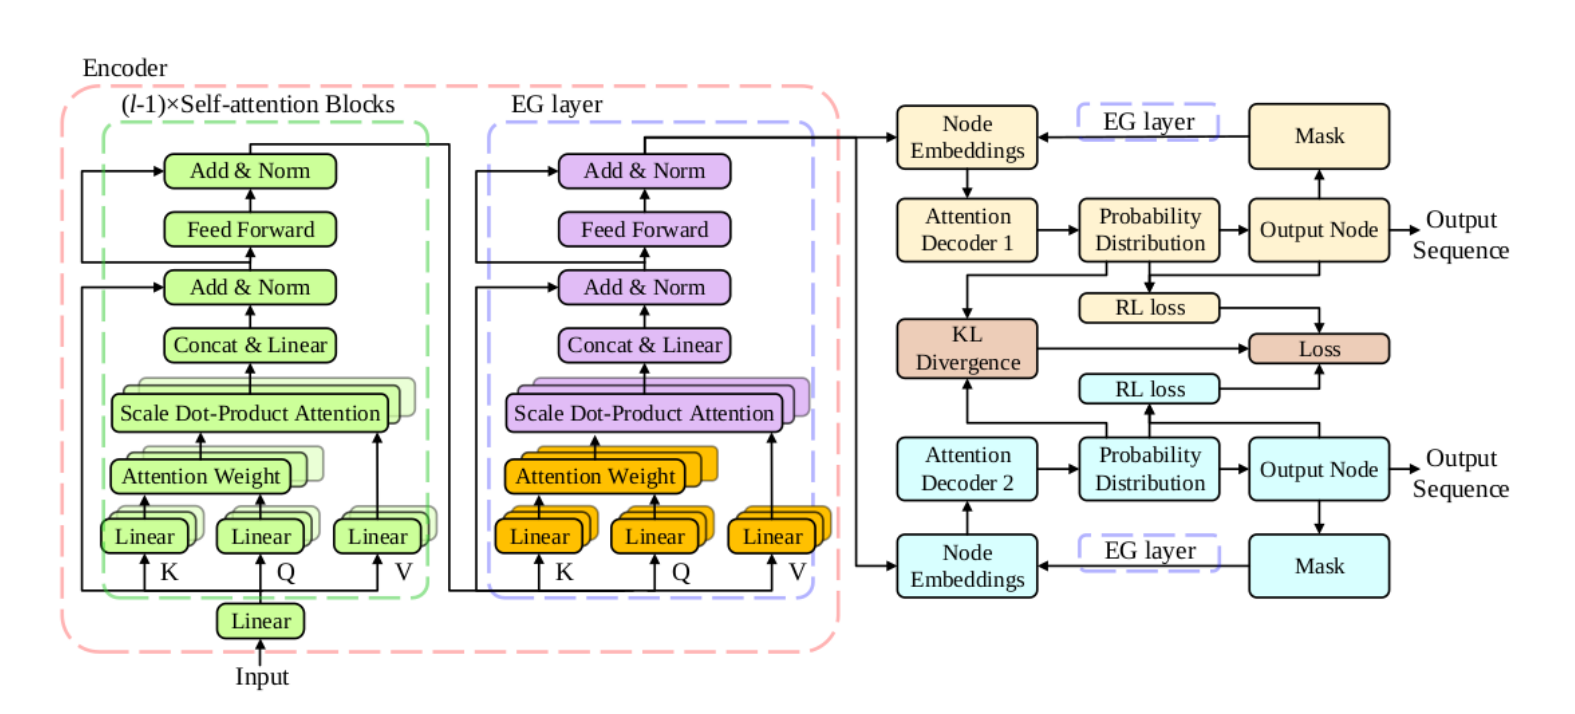 Encoder
(l-1)×Self-attention Blocks
Add & Norm
Feed Forward
Add & Norm
Concat & Linear
Scale Dot-Product Attention
Attention Weight
Linear
Linear
Linear
K
Q
V
Linear
Input
EG layer
Add & Norm
Feed Forward
Add & Norm
Concat & Linear
Scale Dot-Product Attention
Attention Weight
Linear
Linear
Linear
K
Q
V
Node
Embeddings
EG layer
Mask
Attention
Decoder 1
Probability
Distribution
Output Node
Output
Sequence
RL loss
KL
Divergence
Loss
RL loss
Attention
Decoder 2
Probability
Distribution
Output Node
Output
Sequence
Node
Embeddings
EG layer
Mask